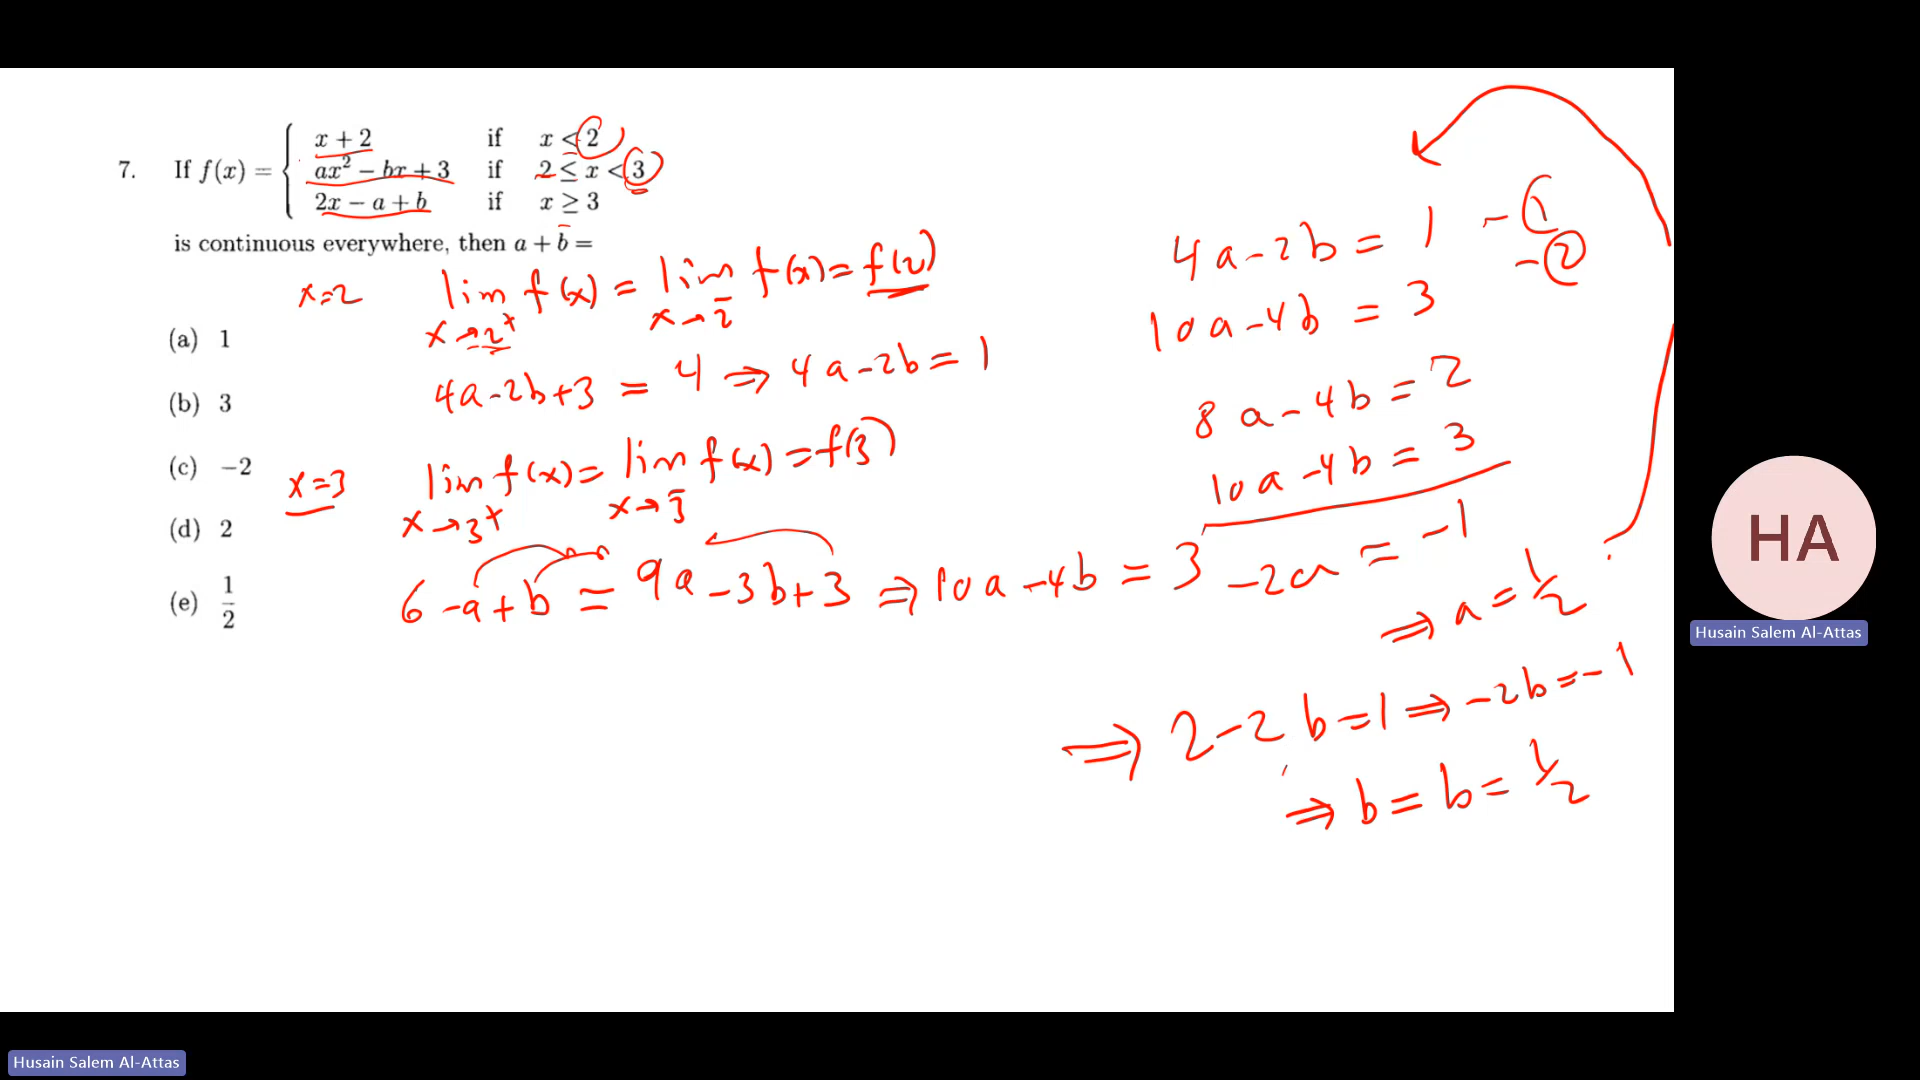 7. If f(x) = { x + 2 if x < 2
ax² − bx + 3 if 2 ≤ x < 3
2x − a + b if x ≥ 3
is continuous everywhere, then a + b =
(a) 1
(b) 3
(c) −2
(d) 2
(e) 1/2
x=2 lim x→2⁺ f(x) = lim x→2⁻ f(x) = f(2)
4a-2b+3 = 4 ⇒ 4a-2b = 1
x=3 lim x→3⁺ f(x) = lim x→3⁻ f(x) = f(3)
6-a+b = 9a-3b+3 ⇒ 10a-4b = 3
4a-2b = 1 -①
-②
10a-4b = 3
8a-4b = 2
10a-4b = 3
-2a = -1
⇒ a = 1/2
⇒ 2-2b=1 ⇒ -2b=-1
⇒ b = b = 1/2
HA
Husain Salem Al-Attas
Husain Salem Al-Attas